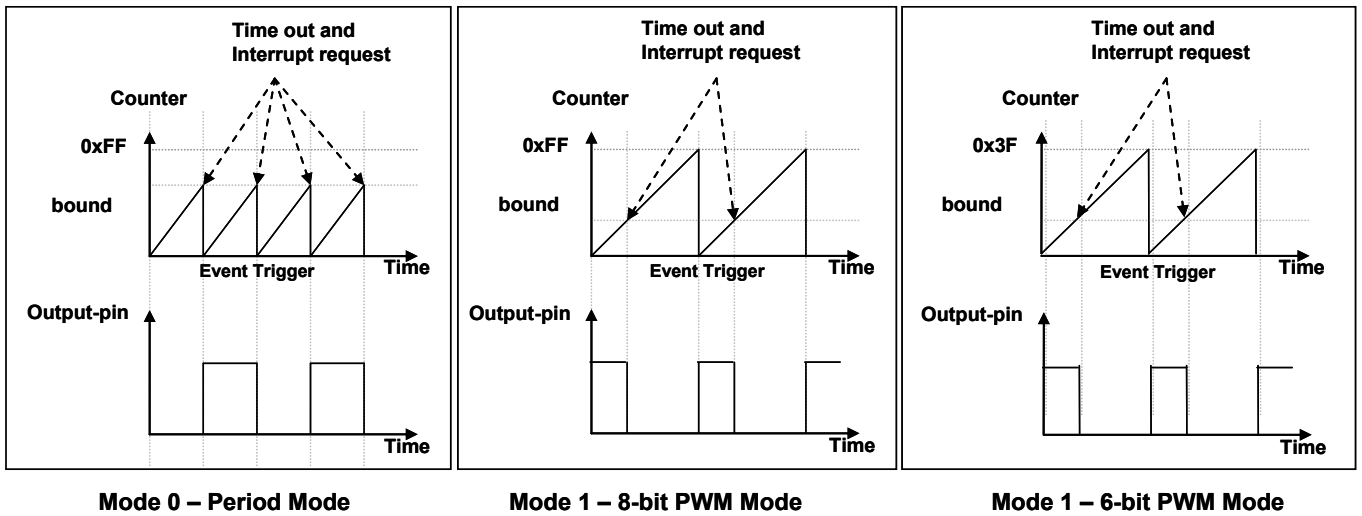 Time out and
Interrupt request
Counter
0xFF
bound
Event Trigger
Time
Output-pin
Time
Mode 0 – Period Mode
Time out and
Interrupt request
Counter
0xFF
bound
Event Trigger
Time
Output-pin
Time
Mode 1 – 8-bit PWM Mode
Time out and
Interrupt request
Counter
0x3F
bound
Event Trigger
Time
Output-pin
Time
Mode 1 – 6-bit PWM Mode